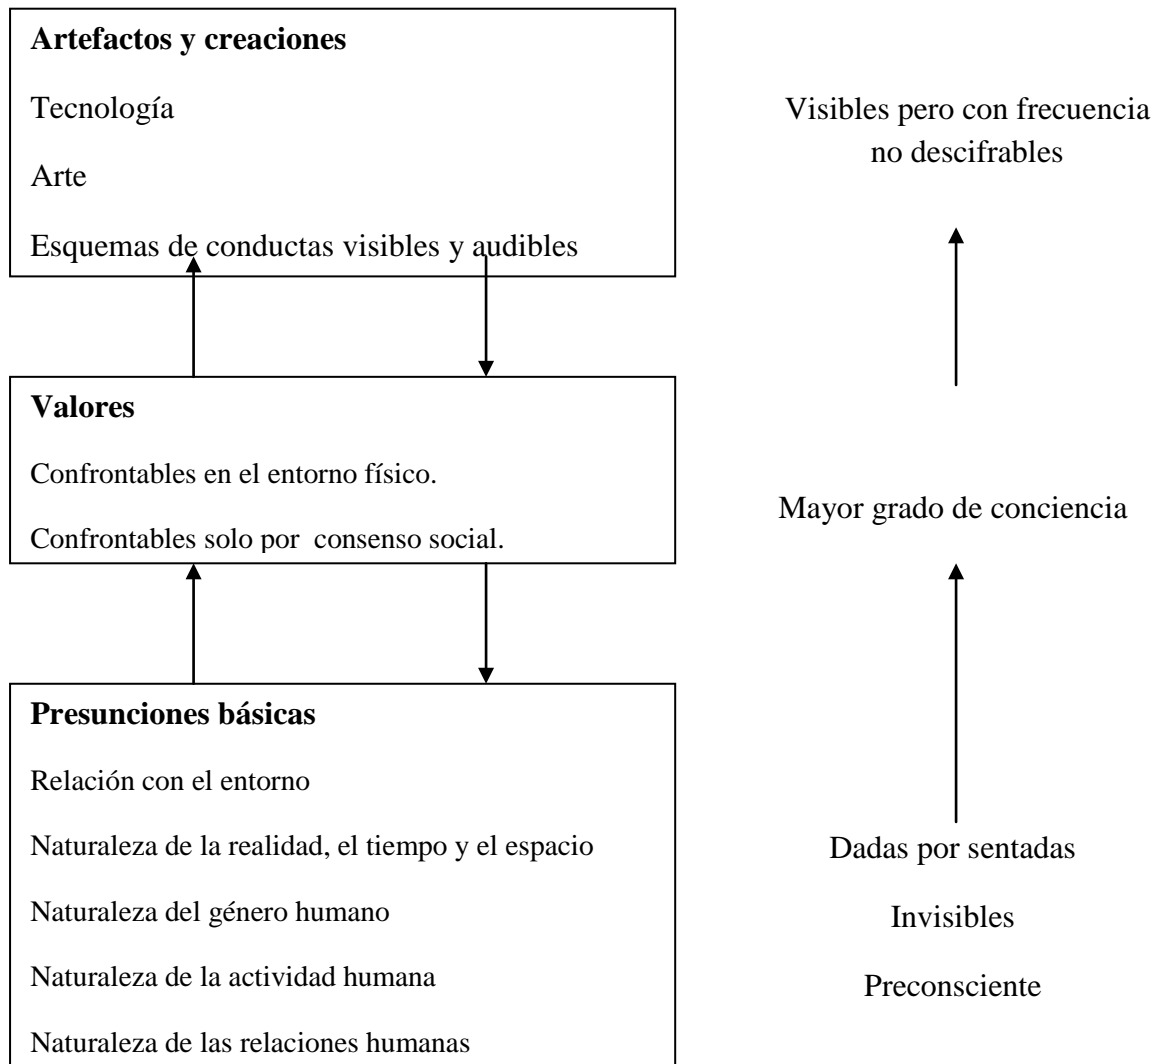 Artefactos y creaciones
Tecnología
Arte
Esquemas de conductas visibles y audibles
Visibles pero con frecuencia
no descifrables
Valores
Confrontables en el entorno físico.
Confrontables solo por consenso social.
Mayor grado de conciencia
Presunciones básicas
Relación con el entorno
Naturaleza de la realidad, el tiempo y el espacio
Naturaleza del género humano
Naturaleza de la actividad humana
Naturaleza de las relaciones humanas
Dadas por sentadas
Invisibles
Preconsciente